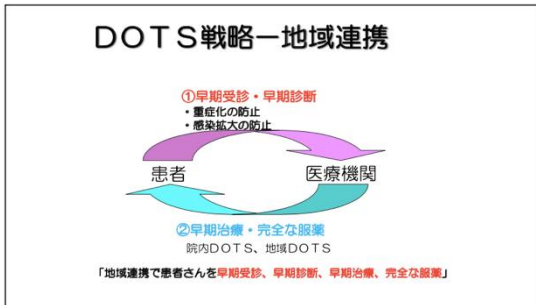 DOTS戦略－地域連携
①早期受診・早期診断
・重症化の防止
・感染拡大の防止
患者
医療機関
②早期治療・完全な服薬
院内DOTS、地域DOTS
「地域連携で患者さんを早期受診、早期診断、早期治療、完全な服薬」